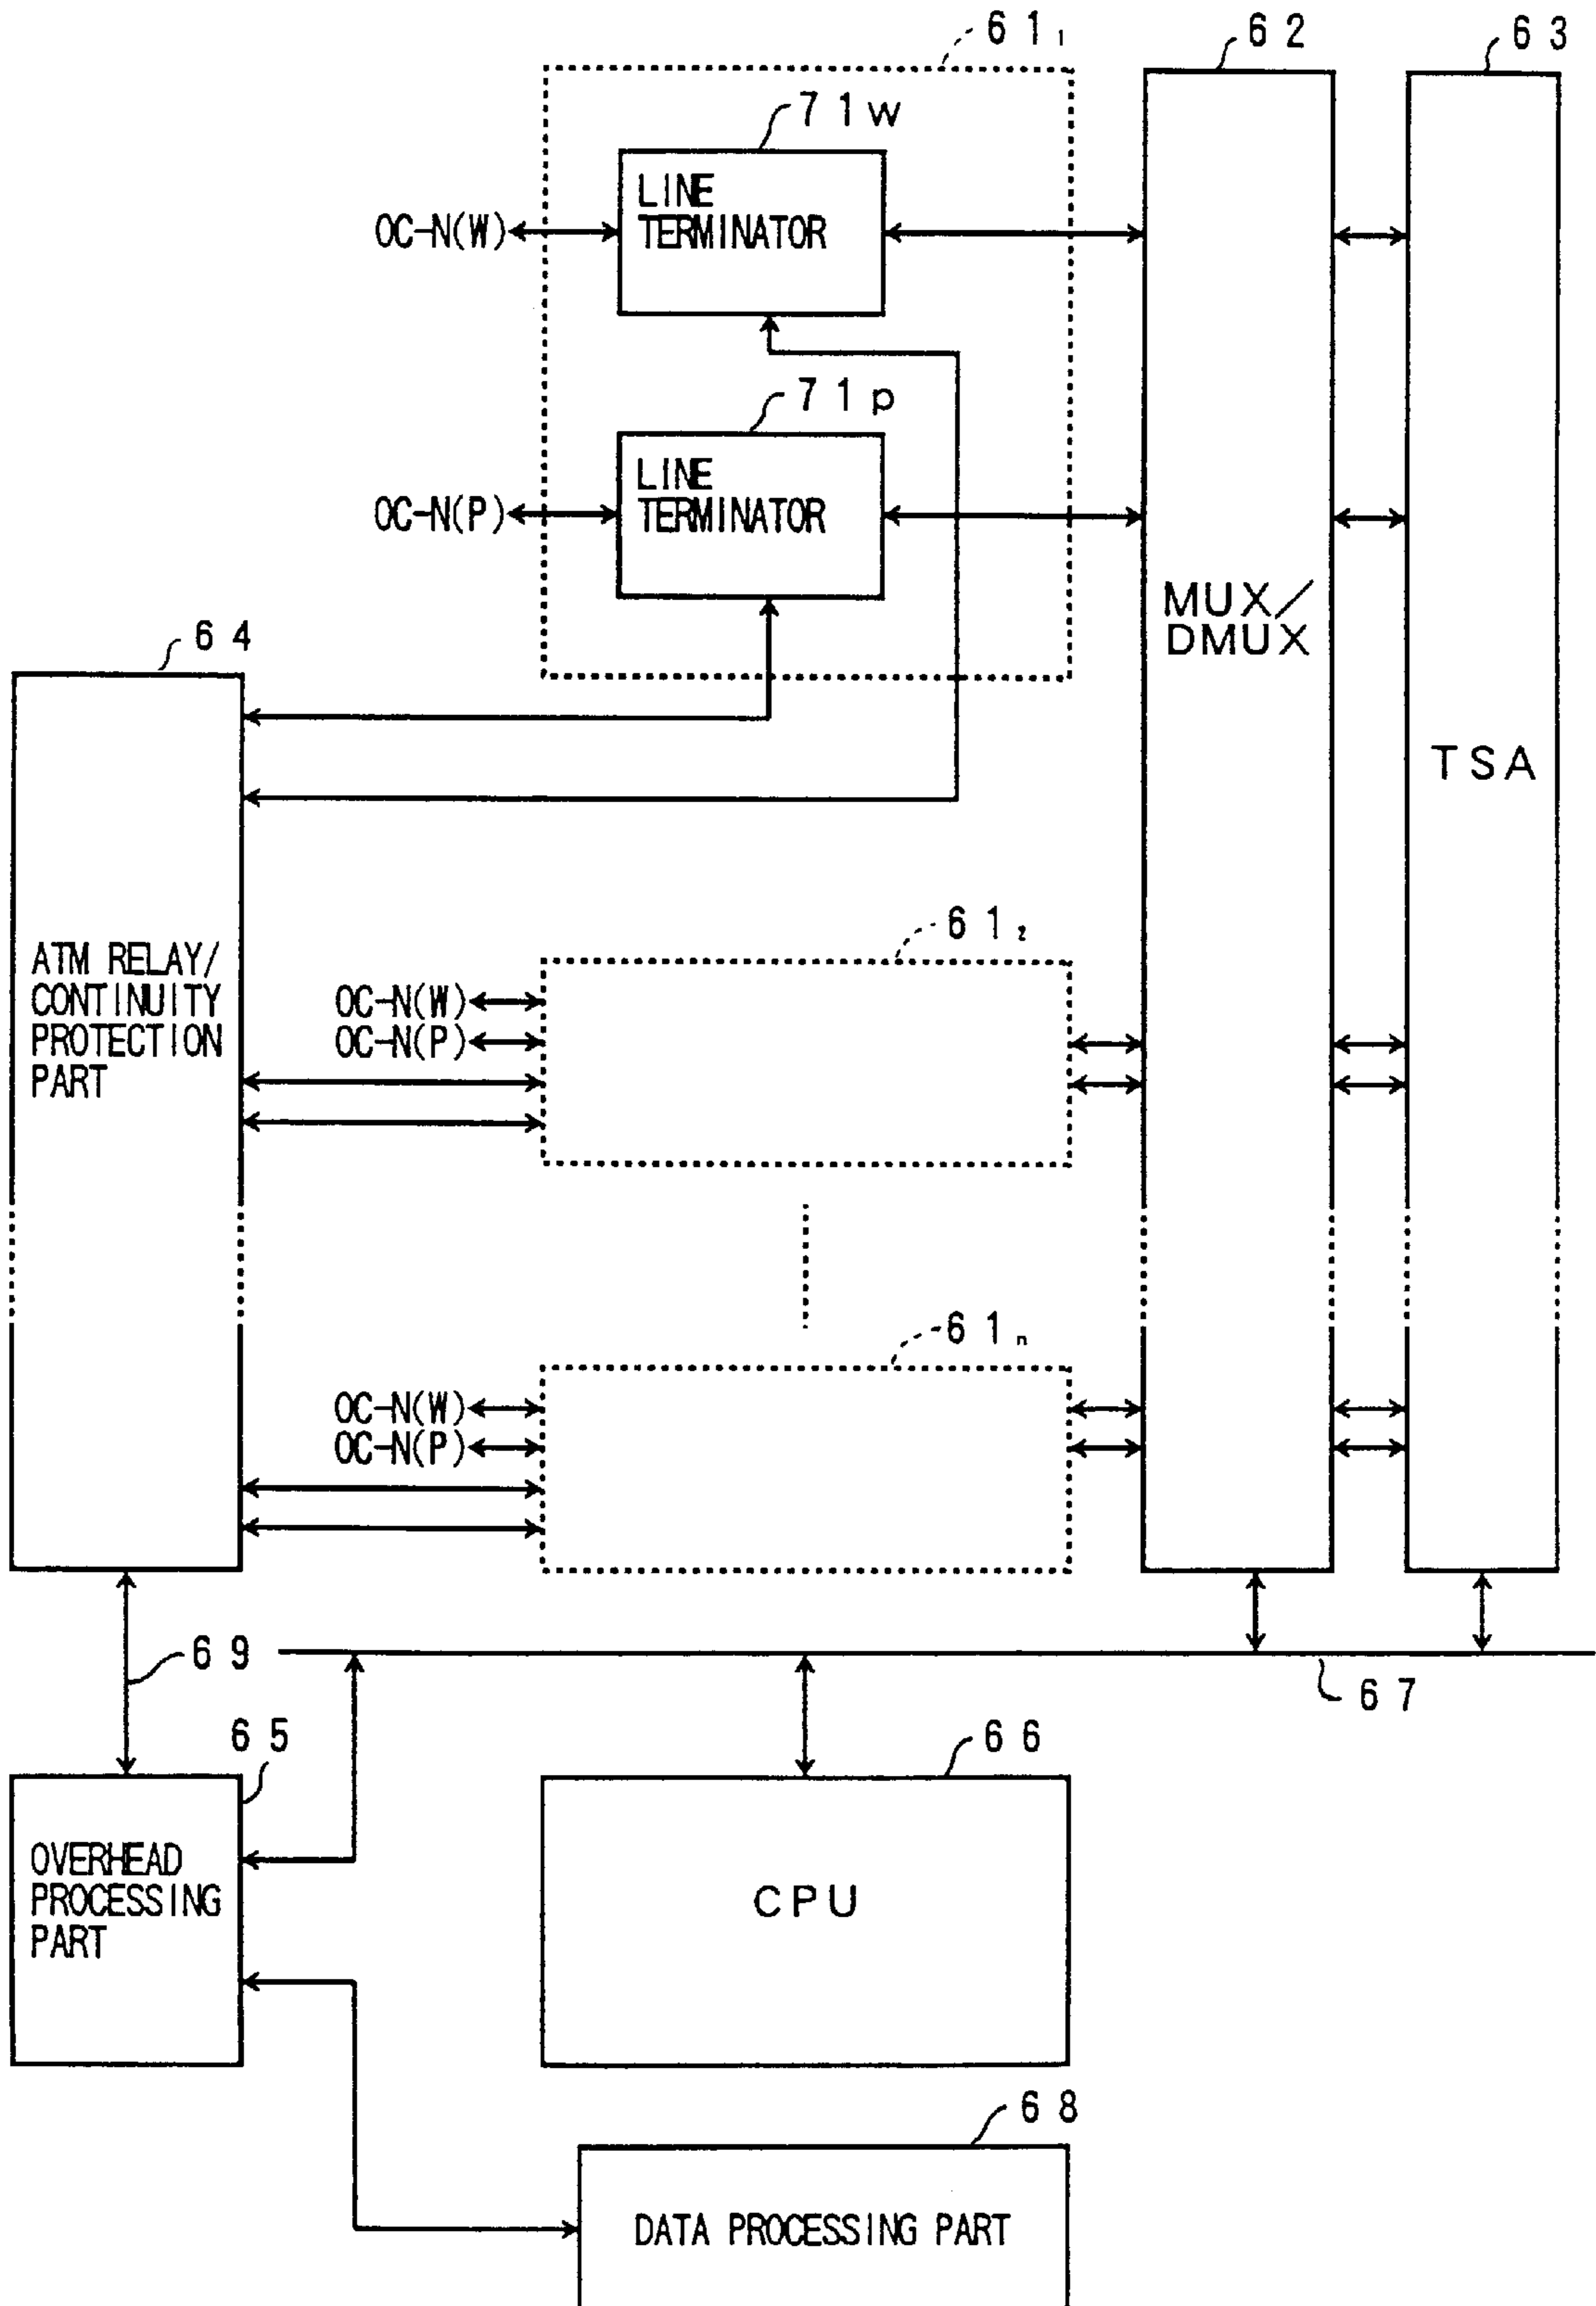 61₁
62
63
71w
LINE
TERMINATOR
OC-N(W)
71p
LINE
TERMINATOR
OC-N(P)
MUX/
DMUX
TSA
64
ATM RELAY/
CONTINUITY
PROTECTION
PART
61₂
OC-N(W)
OC-N(P)
61ₙ
OC-N(W)
OC-N(P)
69
67
65
66
OVERHEAD
PROCESSING
PART
CPU
68
DATA PROCESSING PART